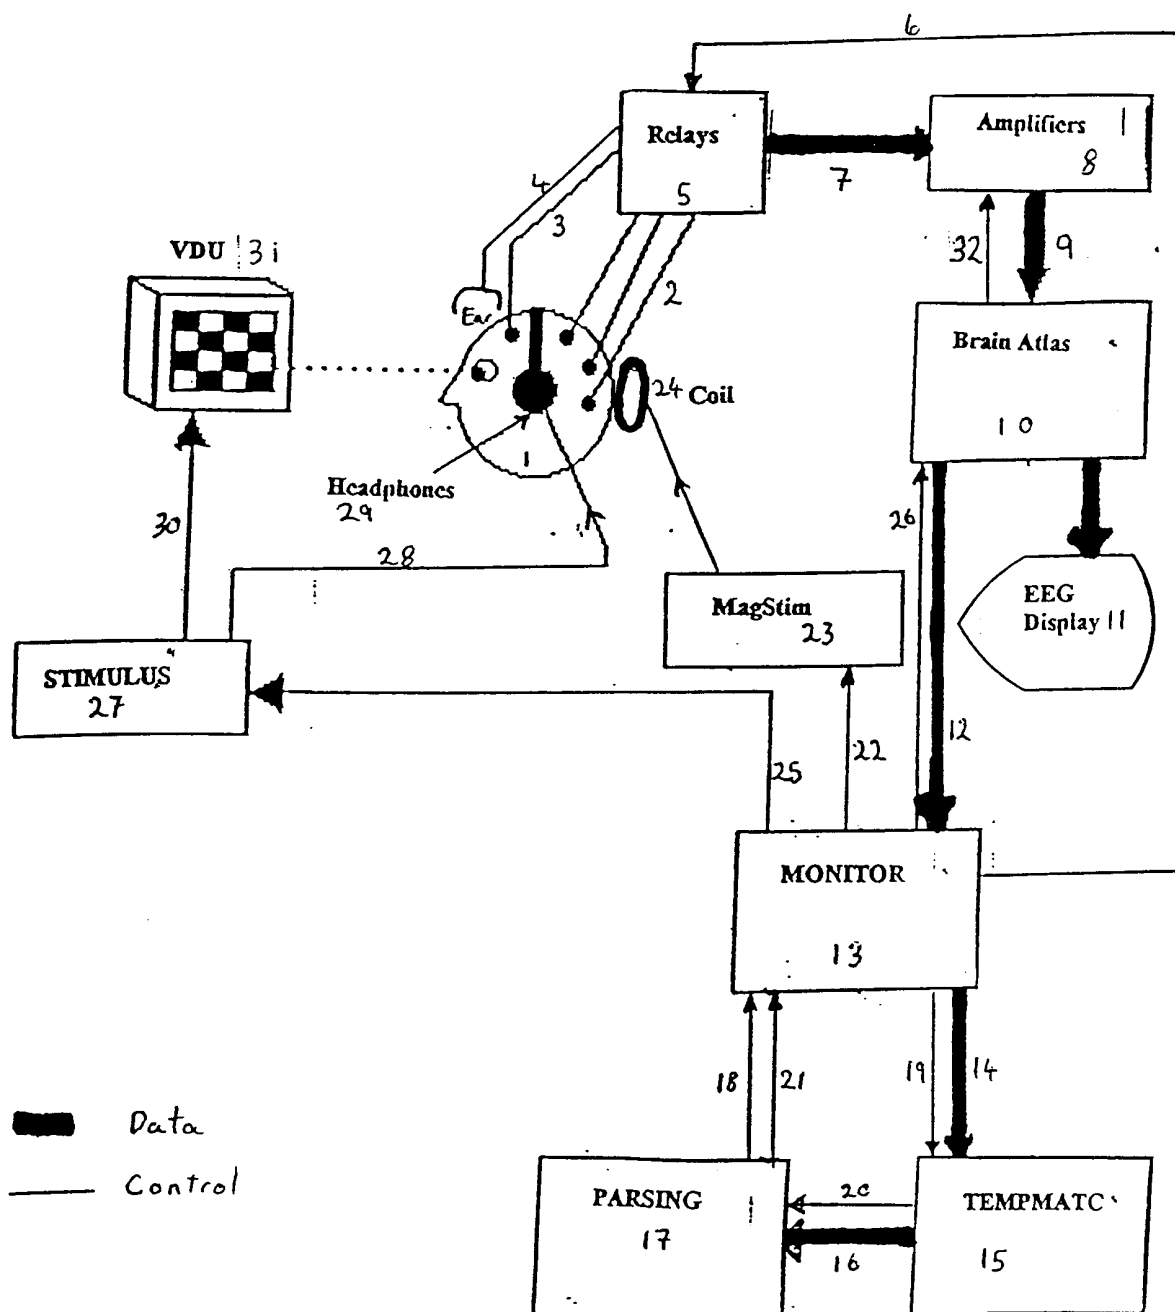 6
Relays
5
Amplifiers
8
7
4
3
VDU 31
32
9
2
Ear
Brain Atlas
10
24 Coil
1
Headphones
29
30
28
26
EEG
Display 11
MagStim
23
STIMULUS
27
12
22
25
MONITOR
13
18
21
19
14
Data
Control
PARSING
17
20
16
TEMPMATC
15